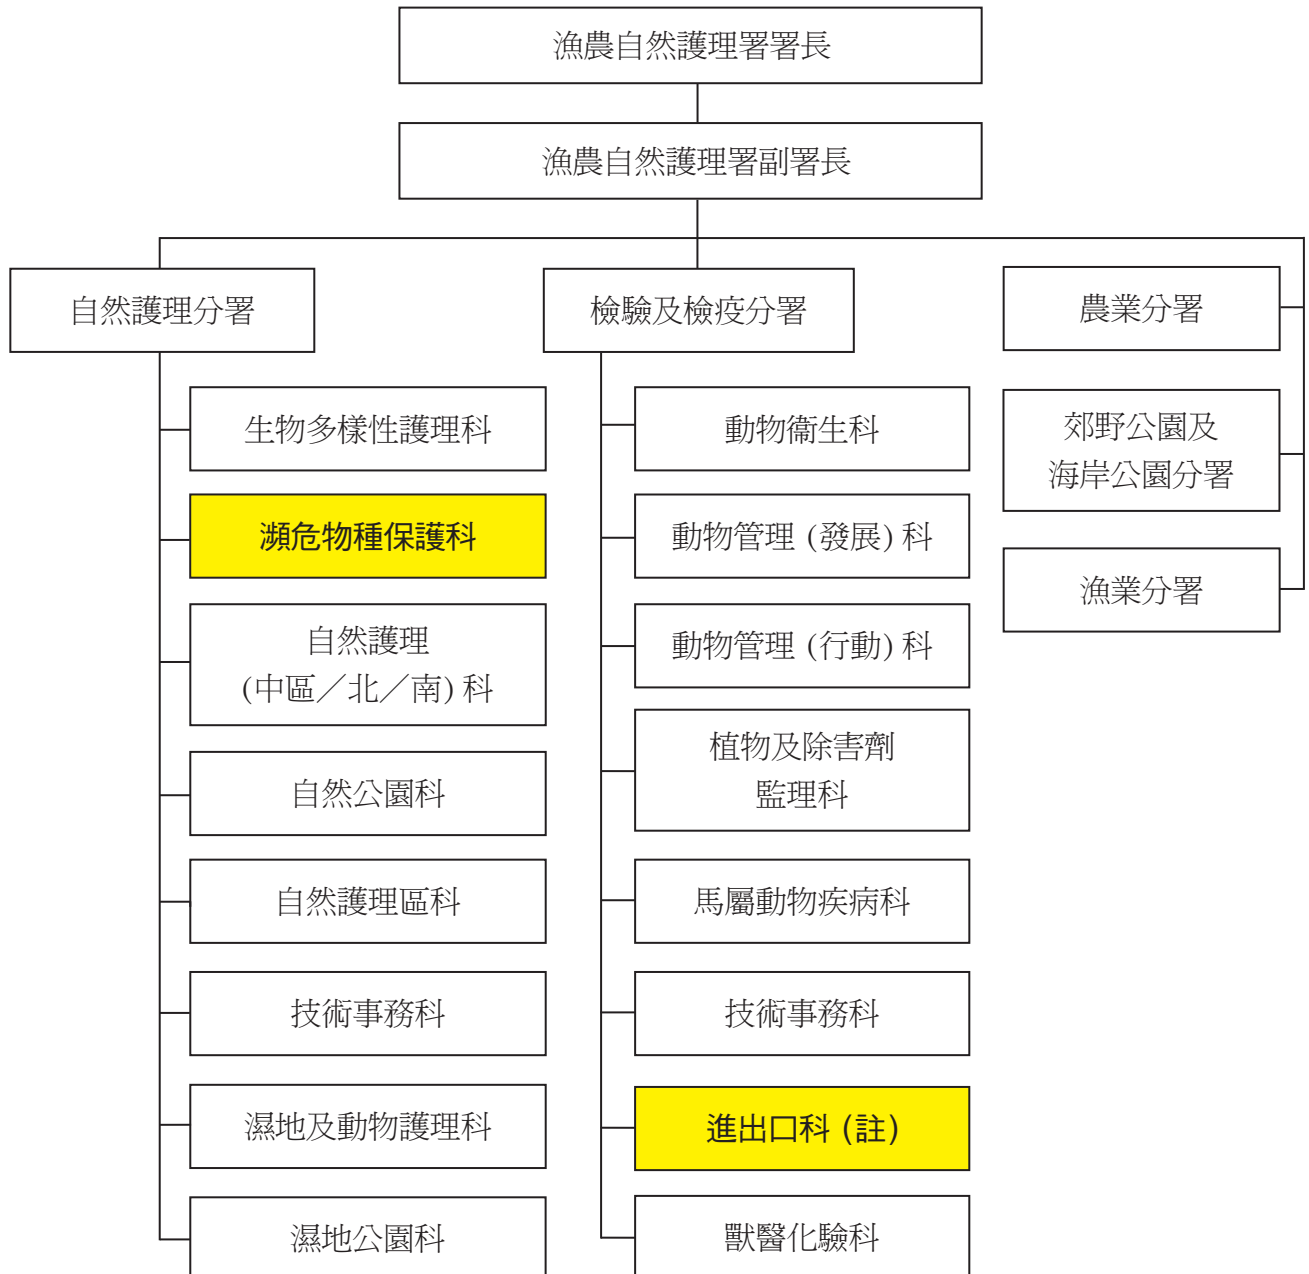 漁農自然護理署署長
漁農自然護理署副署長
自然護理分署
生物多樣性護理科
瀕危物種保護科
自然護理
(中區／北／南) 科
自然公園科
自然護理區科
技術事務科
濕地及動物護理科
濕地公園科
檢驗及檢疫分署
動物衞生科
動物管理 (發展) 科
動物管理 (行動) 科
植物及除害劑
監理科
馬屬動物疾病科
技術事務科
進出口科 (註)
獸醫化驗科
農業分署
郊野公園及
海岸公園分署
漁業分署